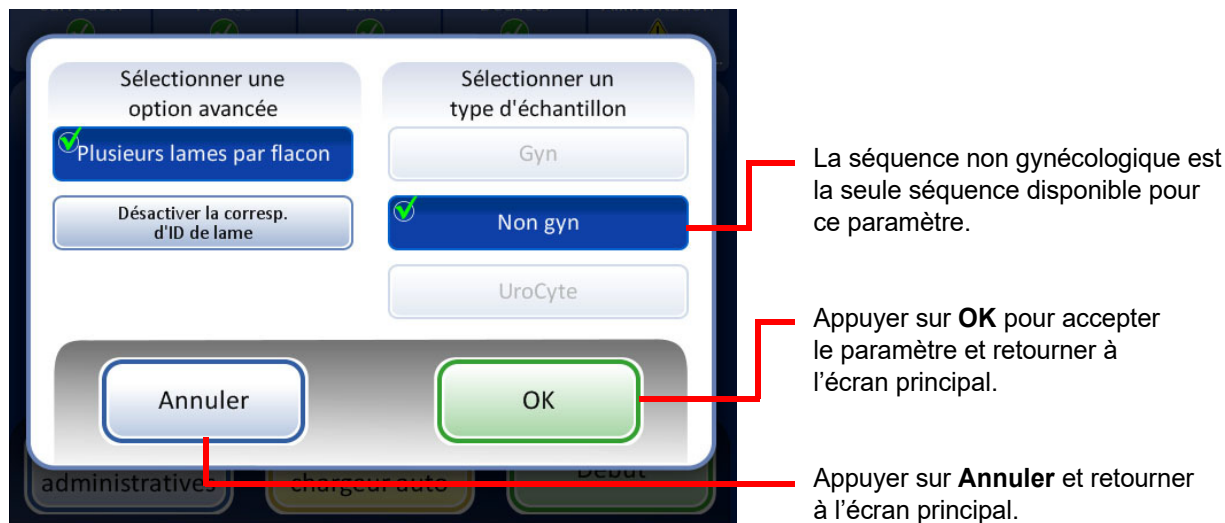 Sélectionner une
option avancée
Plusieurs lames par flacon
Désactiver la corresp.
d'ID de lame
Sélectionner un
type d'échantillon
Gyn
Non gyn
UroCyte
Annuler
OK
administratives
chargeur auto
Début
La séquence non gynécologique est
la seule séquence disponible pour
ce paramètre.
Appuyer sur OK pour accepter
le paramètre et retourner à
l’écran principal.
Appuyer sur Annuler et retourner
à l’écran principal.